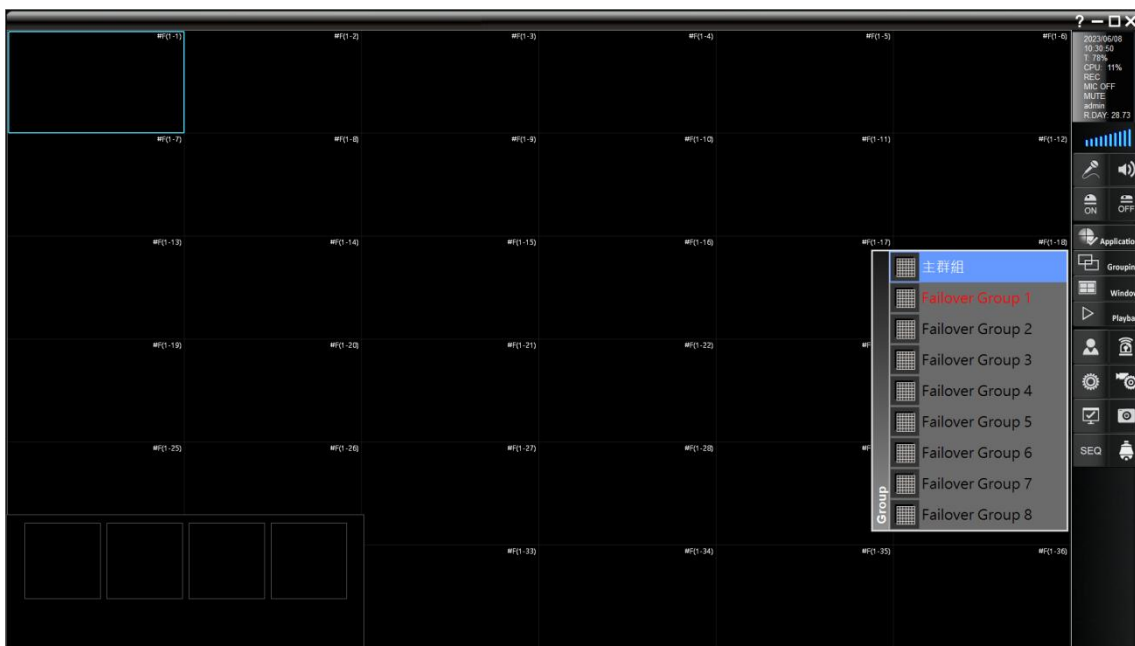 ? – □ X
#F(1-1) #F(1-2) #F(1-3) #F(1-4) #F(1-5) #F(1-6)
2023/06/08
10:30:50
T: 78%
CPU: 11%
REC
MIC OFF
MUTE
admin
R.DAY: 28.73
#F(1-7) #F(1-8) #F(1-9) #F(1-10) #F(1-11) #F(1-12)
ON OFF
#F(1-13) #F(1-14) #F(1-15) #F(1-16) #F(1-17) #F(1-18)
Applicatio
Groupin
Window
Playba
主群組
Failover Group 1
Failover Group 2
Failover Group 3
Failover Group 4
Failover Group 5
Failover Group 6
Failover Group 7
Failover Group 8
Group
#F(1-19) #F(1-20) #F(1-21) #F(1-22) #F
#F(1-25) #F(1-26) #F(1-27) #F(1-28) #F
SEQ
#F(1-33) #F(1-34) #F(1-35) #F(1-36)